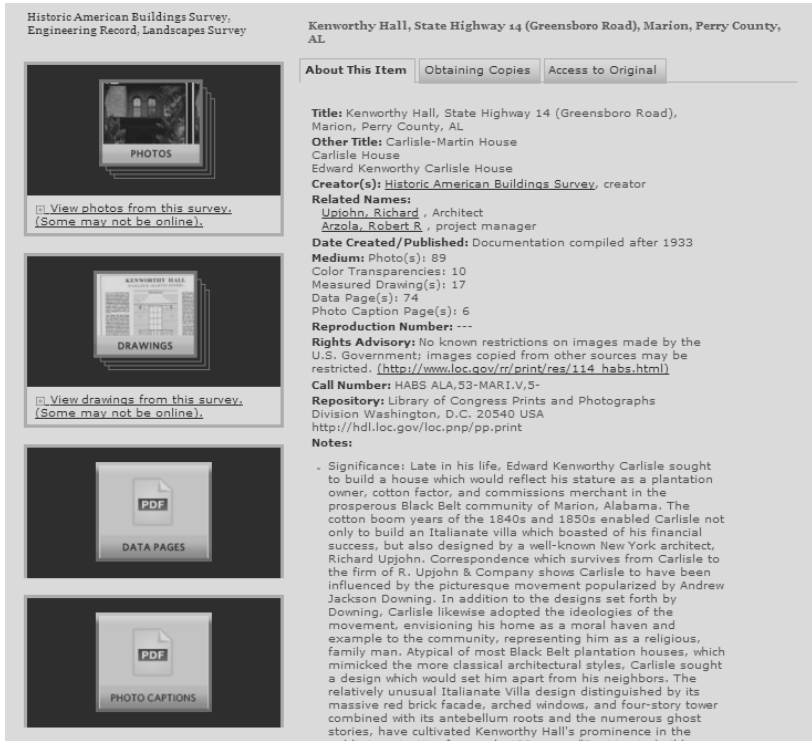 Historic American Buildings Survey,
Engineering Record, Landscapes Survey
PHOTOS
View photos from this survey.
(Some may not be online).
KENWORTHY HALL
DRAWINGS
View drawings from this survey.
(Some may not be online).
PDF
DATA PAGES
PDF
PHOTO CAPTIONS
Kenworthy Hall, State Highway 14 (Greensboro Road), Marion, Perry County,
AL
About This Item Obtaining Copies Access to Original
Title: Kenworthy Hall, State Highway 14 (Greensboro Road),
Marion, Perry County, AL
Other Title: Carlisle-Martin House
Carlisle House
Edward Kenworthy Carlisle House
Creator(s): Historic American Buildings Survey, creator
Related Names:
Upjohn, Richard , Architect
Arzola, Robert R , project manager
Date Created/Published: Documentation compiled after 1933
Medium: Photo(s): 89
Color Transparencies: 10
Measured Drawing(s): 17
Data Page(s): 74
Photo Caption Page(s): 6
Reproduction Number: ---
Rights Advisory: No known restrictions on images made by the
U.S. Government; images copied from other sources may be
restricted. (http://www.loc.gov/rr/print/res/114_habs.html)
Call Number: HABS ALA,53-MARI.V,5-
Repository: Library of Congress Prints and Photographs
Division Washington, D.C. 20540 USA
http://hdl.loc.gov/loc.pnp/pp.print
Notes:
- Significance: Late in his life, Edward Kenworthy Carlisle sought
to build a house which would reflect his stature as a plantation
owner, cotton factor, and commissions merchant in the
prosperous Black Belt community of Marion, Alabama. The
cotton boom years of the 1840s and 1850s enabled Carlisle not
only to build an Italianate villa which boasted of his financial
success, but also designed by a well-known New York architect,
Richard Upjohn. Correspondence which survives from Carlisle to
the firm of R. Upjohn & Company shows Carlisle to have been
influenced by the picturesque movement popularized by Andrew
Jackson Downing. In addition to the designs set forth by
Downing, Carlisle likewise adopted the ideologies of the
movement, envisioning his home as a moral haven and
example to the community, representing him as a religious,
family man. Atypical of most Black Belt plantation houses, which
mimicked the more classical architectural styles, Carlisle sought
a design which would set him apart from his neighbors. The
relatively unusual Italianate Villa design distinguished by its
massive red brick facade, arched windows, and four-story tower
combined with its antebellum roots and the numerous ghost
stories, have cultivated Kenworthy Hall's prominence in the